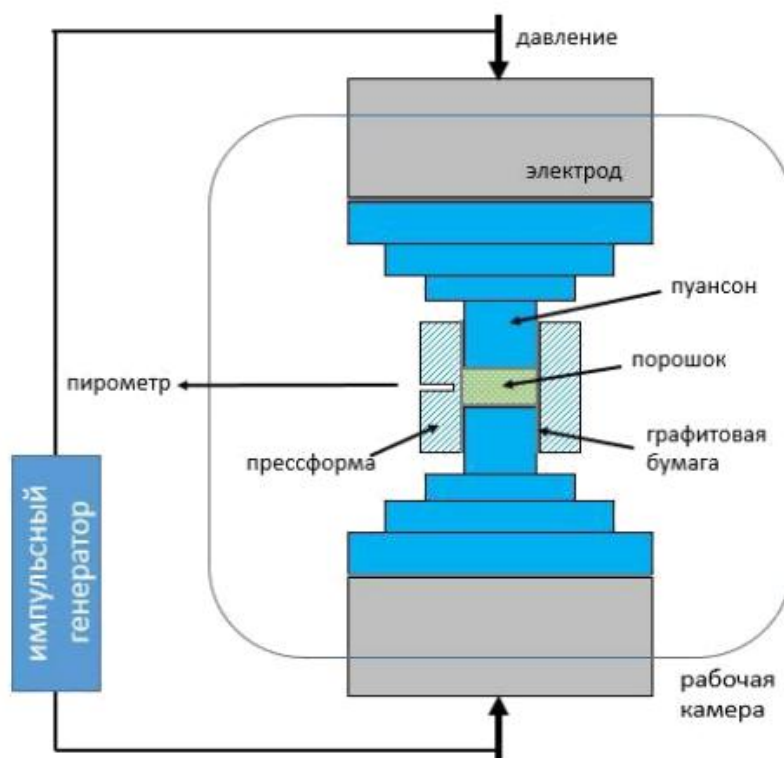 давление
электрод
пуансон
порошок
пирометр
графитовая
бумага
прессформа
импульсный
генератор
рабочая
камера